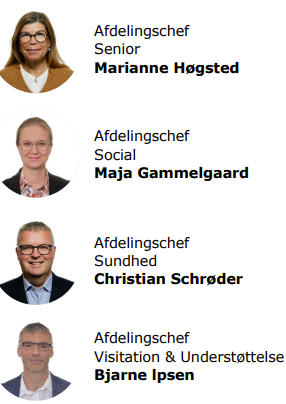 Afdelingschef
Senior
Marianne Høgsted
Afdelingschef
Social
Maja Gammelgaard
Afdelingschef
Sundhed
Christian Schrøder
Afdelingschef
Visitation & Understøttelse
Bjarne Ipsen